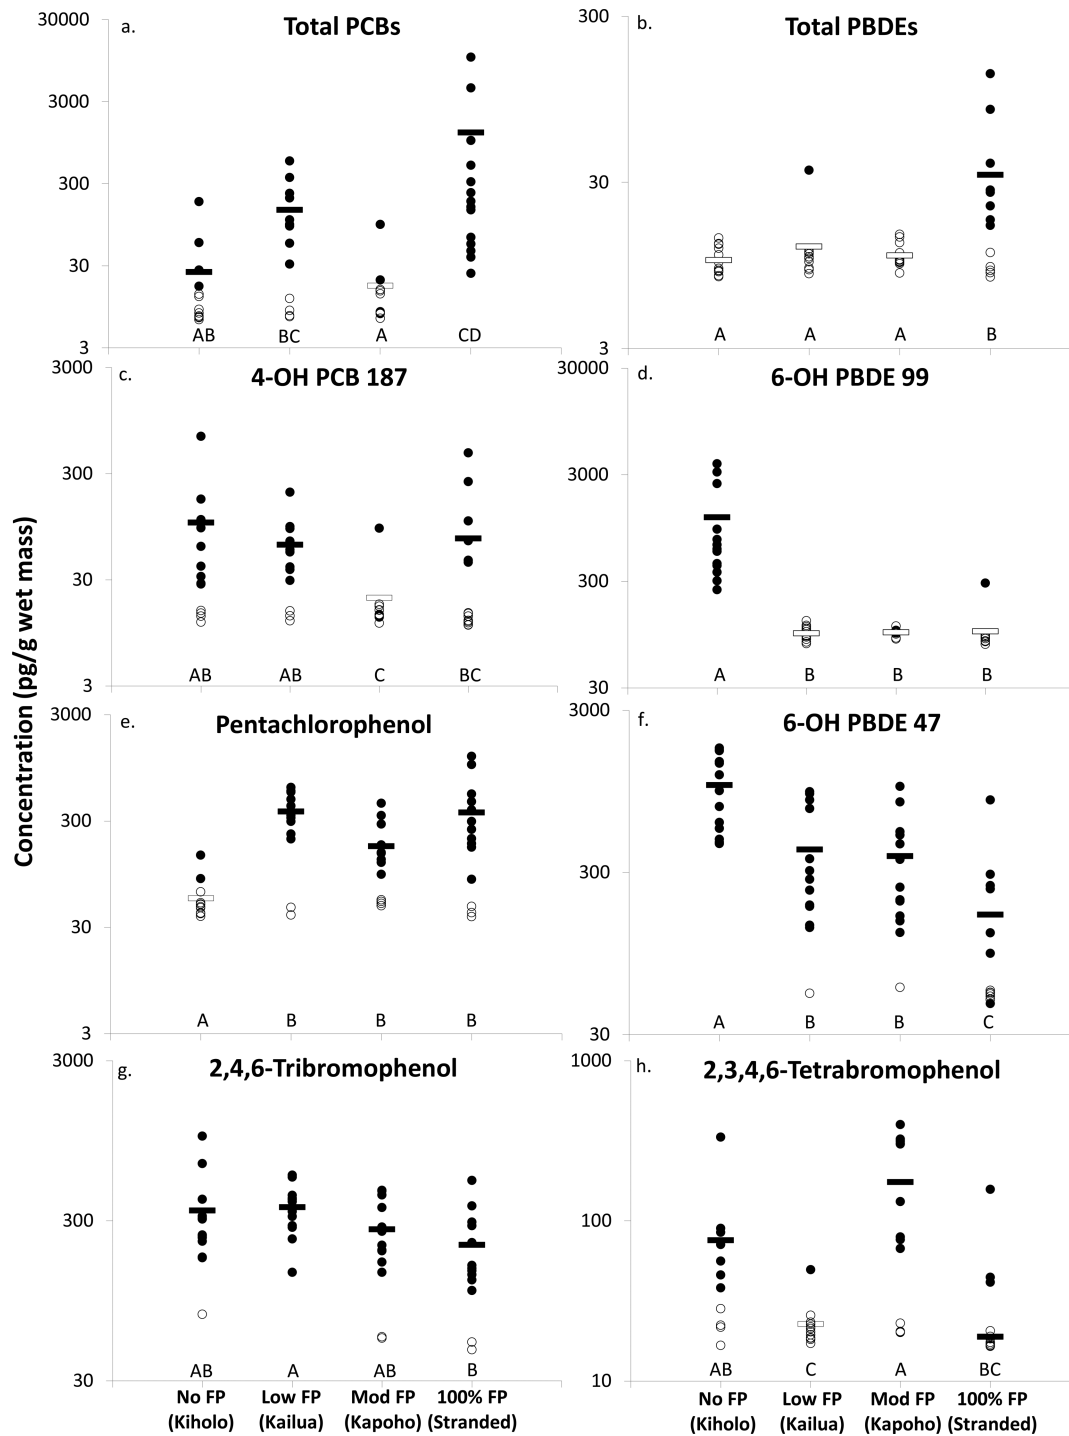 Concentration (pg/g wet mass)
a.
Total PCBs
30000
3000
300
30
3
AB
BC
A
CD
b.
Total PBDEs
300
30
3
A
A
A
B
c.
4-OH PCB 187
3000
300
30
3
AB
AB
C
BC
d.
6-OH PBDE 99
30000
3000
300
30
A
B
B
B
e.
Pentachlorophenol
3000
300
30
3
A
B
B
B
f.
6-OH PBDE 47
3000
300
30
A
B
B
C
g.
2,4,6-Tribromophenol
3000
300
30
AB
A
AB
B
No FP
(Kiholo)
Low FP
(Kailua)
Mod FP
(Kapoho)
100% FP
(Stranded)
h.
2,3,4,6-Tetrabromophenol
1000
100
10
AB
C
A
BC
No FP
(Kiholo)
Low FP
(Kailua)
Mod FP
(Kapoho)
100% FP
(Stranded)